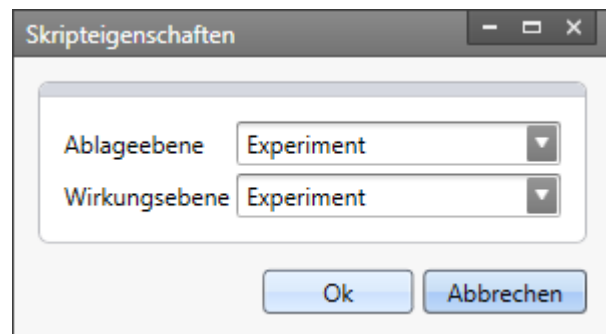 Skripteigenschaften
Ablageebene Experiment
Wirkungsebene Experiment
Ok Abbrechen